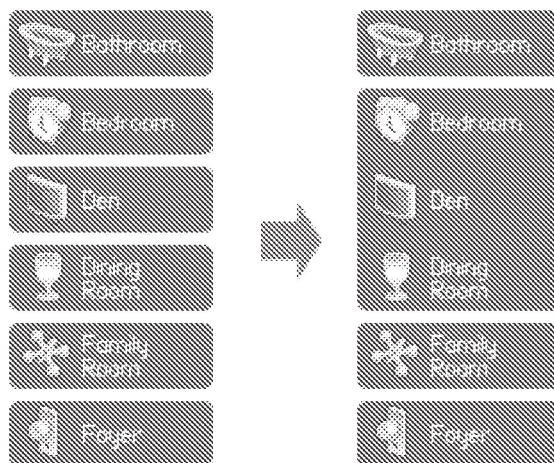 Bathroom
Bedroom
Den
Dining
Room
Family
Room
Foyer
Bathroom
Bedroom
Den
Dining
Room
Family
Room
Foyer